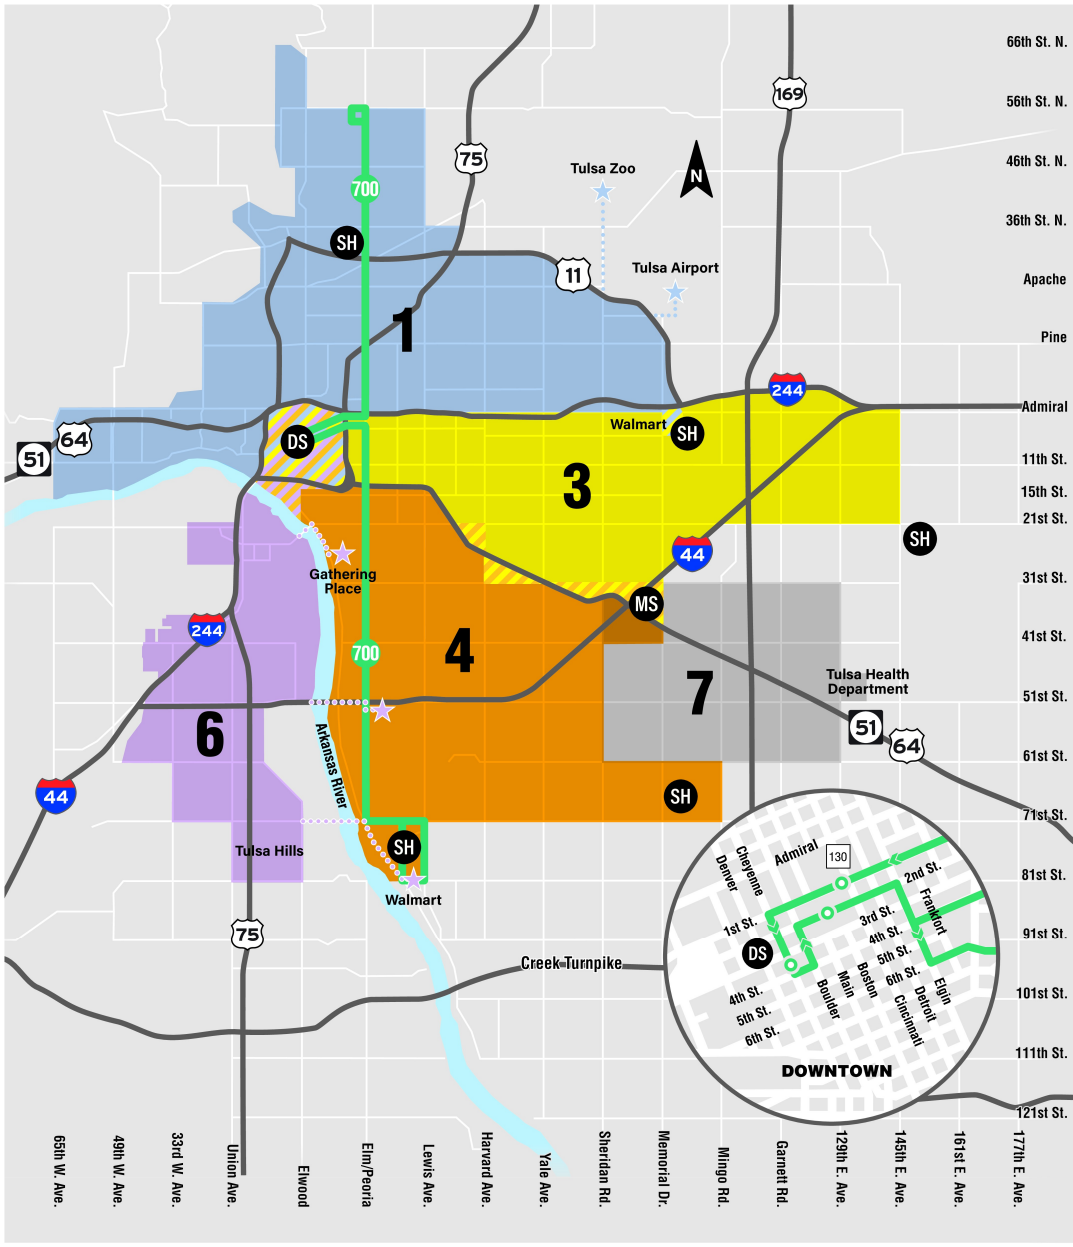 66th St. N.
56th St. N.
46th St. N.
36th St. N.
Apache
Pine
Admiral
11th St.
15th St.
21st St.
31st St.
41st St.
51st St.
61st St.
71st St.
81st St.
91st St.
101st St.
111th St.
121st St.
169
75
N
Tulsa Zoo
700
SH
11
Tulsa Airport
1
244
64
51
DS
Walmart
SH
3
SH
44
Gathering
Place
MS
244
700
4
7
Tulsa Health
Department
51
64
6
Arkansas River
44
SH
Tulsa Hills
SH
Walmart
75
Creek Turnpike
Admiral
130
Denver
Cheyenne
2nd St.
Frankfort
1st St.
3rd St.
4th St.
5th St.
6th St.
DS
4th St.
5th St.
6th St.
Boulder
Main
Boston
Cincinnati
Detroit
Elgin
DOWNTOWN
65th W. Ave.
49th W. Ave.
33rd W. Ave.
Union Ave.
Elwood
Elm/Peoria
Lewis Ave.
Harvard Ave.
Yale Ave.
Sheridan Rd.
Memorial Dr.
Mingo Rd.
Garnett Rd.
129th E. Ave.
145th E. Ave.
161st E. Ave.
177th E. Ave.